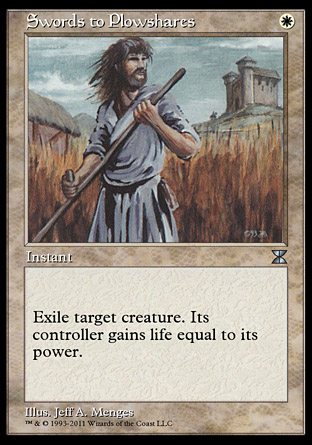 Swords to Plowshares
Instant
Exile target creature. Its
controller gains life equal to its
power.
Illus. Jeff A. Menges
™ & © 1993-2011 Wizards of the Coast LLC